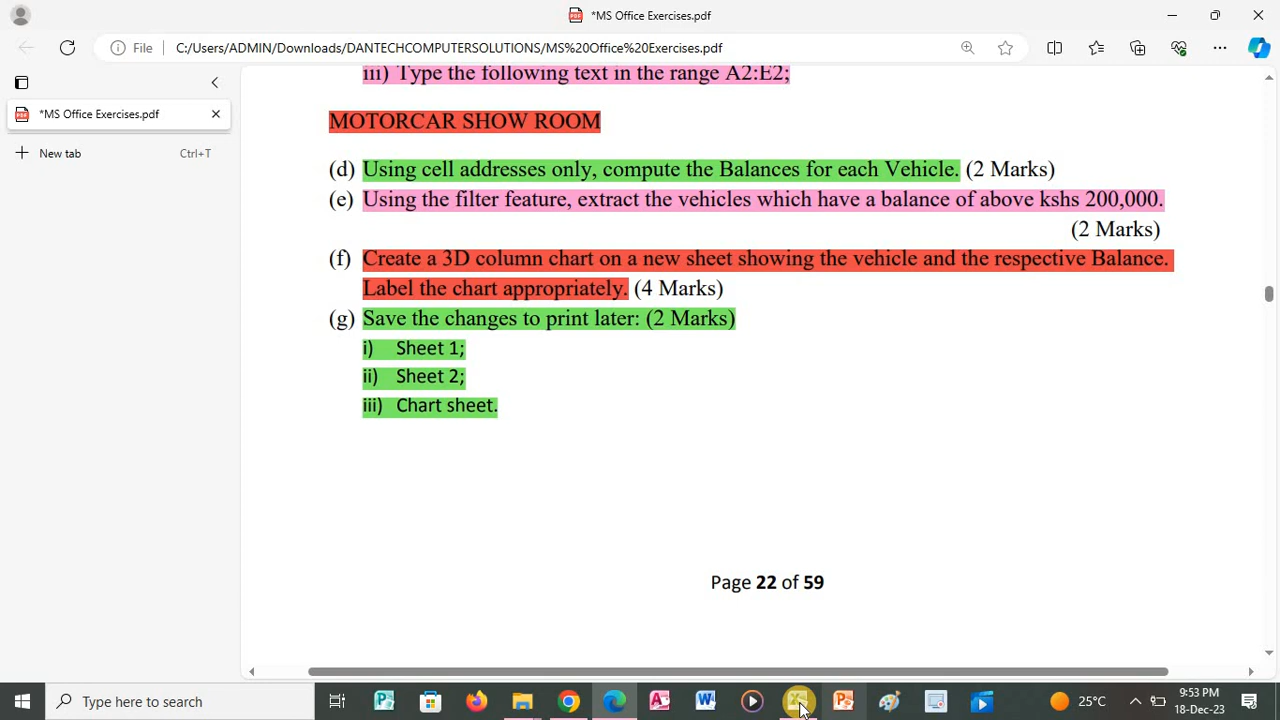 *MS Office Exercises.pdf
File C:/Users/ADMIN/Downloads/DANTECHCOMPUTERSOLUTIONS/MS%20Office%20Exercises.pdf
*MS Office Exercises.pdf
New tab Ctrl+T
iii) Type the following text in the range A2:E2;
MOTORCAR SHOW ROOM
(d) Using cell addresses only, compute the Balances for each Vehicle. (2 Marks)
(e) Using the filter feature, extract the vehicles which have a balance of above kshs 200,000.
(2 Marks)
(f) Create a 3D column chart on a new sheet showing the vehicle and the respective Balance.
Label the chart appropriately. (4 Marks)
(g) Save the changes to print later: (2 Marks)
i) Sheet 1;
ii) Sheet 2;
iii) Chart sheet.
Page 22 of 59
Type here to search
25°C
9:53 PM
18-Dec-23